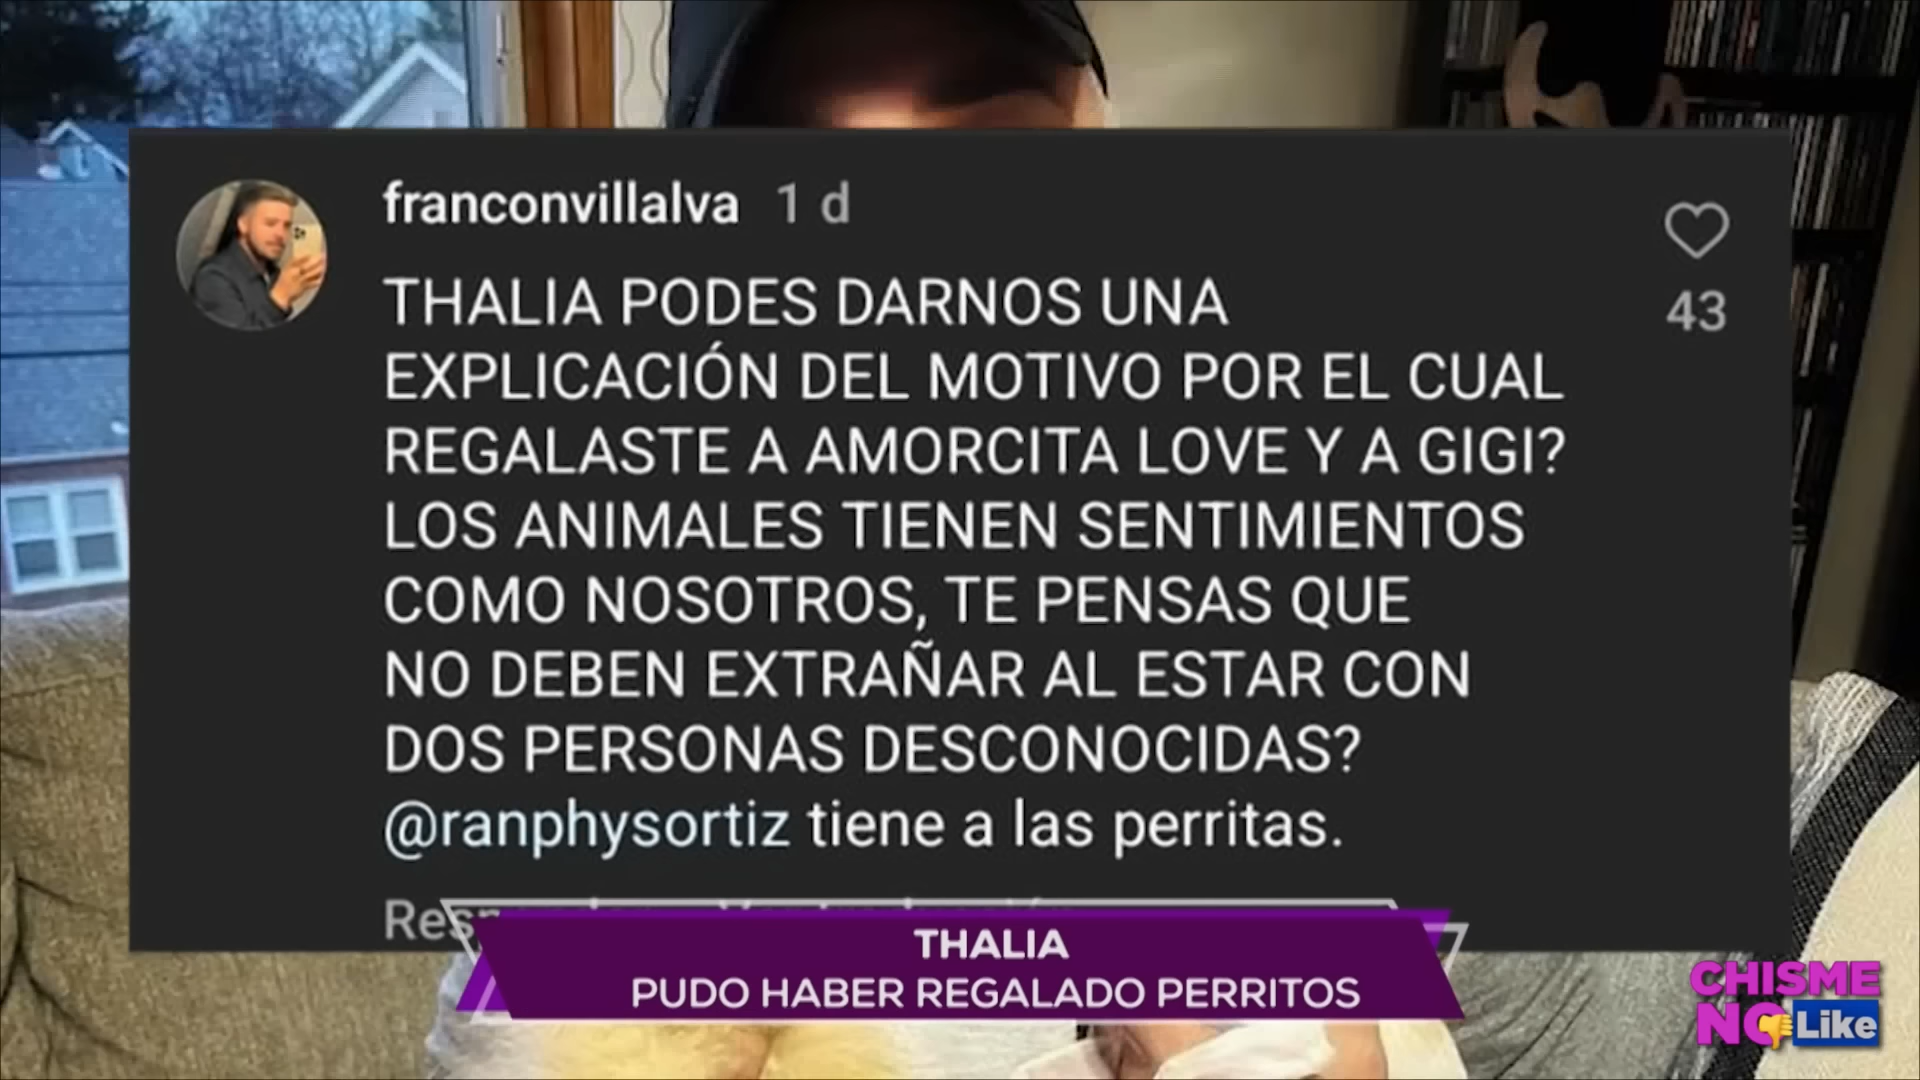 franconvillalva 1 d
THALIA PODES DARNOS UNA
EXPLICACIÓN DEL MOTIVO POR EL CUAL
REGALASTE A AMORCITA LOVE Y A GIGI?
LOS ANIMALES TIENEN SENTIMIENTOS
COMO NOSOTROS, TE PENSAS QUE
NO DEBEN EXTRAÑAR AL ESTAR CON
DOS PERSONAS DESCONOCIDAS?
@ranphysortiz tiene a las perritas.
43
THALIA
PUDO HABER REGALADO PERRITOS
CHISME
NO Like